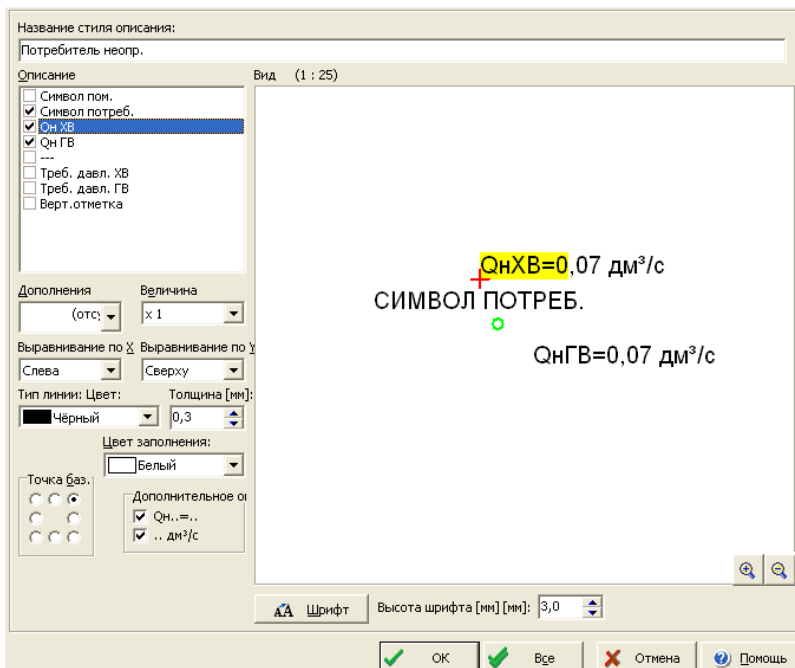 Название стиля описания:
Потребитель неопр.
Описание
Вид (1 : 25)
Символ пом.
Символ потреб.
Qн ХВ
Qн ГВ
---
Треб. давл. ХВ
Треб. давл. ГВ
Верт.отметка
QнХВ=0,07 дм³/с
СИМВОЛ ПОТРЕБ.
QнГВ=0,07 дм³/с
Дополнения Величина
(отс x 1
Выравнивание по X Выравнивание по Y
Слева Сверху
Тип линии: Цвет: Толщина [мм]:
Чёрный 0,3
Цвет заполнения:
Белый
Точка баз.
Дополнительное
Qн..=..
.. дм³/с
Шрифт Высота шрифта [мм] [мм]: 3,0
OK Все Отмена Помощь